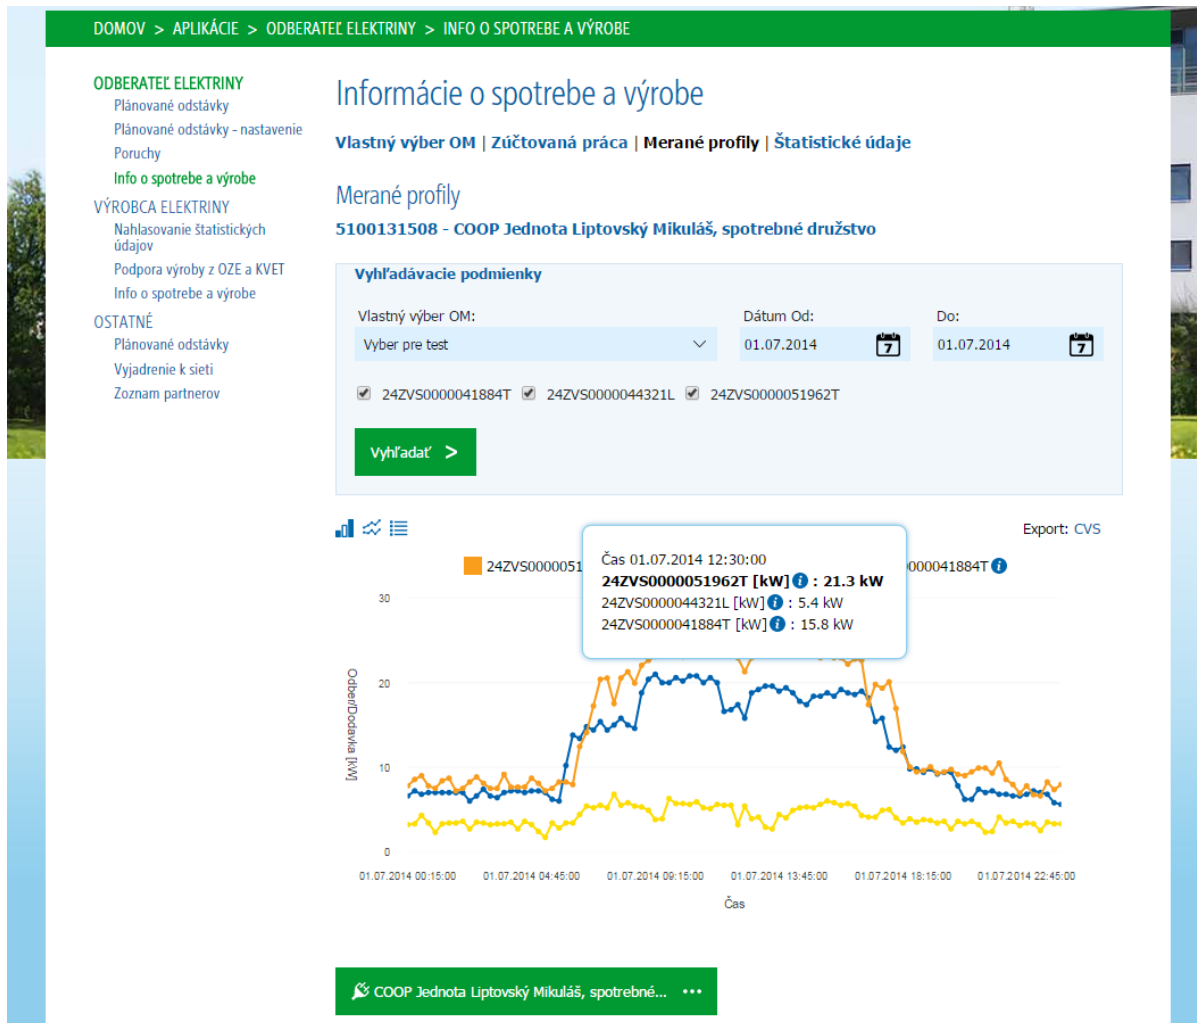 DOMOV > APLIKÁCIE > ODBERATEĽ ELEKTRINY > INFO O SPOTREBE A VÝROBE
ODBERATEĽ ELEKTRINY
Plánované odstávky
Plánované odstávky - nastavenie
Poruchy
Info o spotrebe a výrobe
VÝROBCA ELEKTRINY
Nahlasovanie štatistických
údajov
Podpora výroby z OZE a KVET
Info o spotrebe a výrobe
OSTATNÉ
Plánované odstávky
Vyjadrenie k sieti
Zoznam partnerov
Informácie o spotrebe a výrobe
Vlastný výber OM | Zúčtovaná práca | Merané profily | Štatistické údaje
Merané profily
5100131508 - COOP Jednota Liptovský Mikuláš, spotrebné družstvo
Vyhľadávacie podmienky
Vlastný výber OM: Dátum Od: Do:
Vyber pre test 01.07.2014 7 01.07.2014 7
24ZVS0000041884T 24ZVS0000044321L 24ZVS0000051962T
Vyhľadať >
Export: CVS
24ZVS0000051 000041884T
Čas 01.07.2014 12:30:00
24ZVS0000051962T [kW] : 21.3 kW
24ZVS0000044321L [kW] : 5.4 kW
24ZVS0000041884T [kW] : 15.8 kW
30
20
10
0
Odber/Dodavka [kW]
01.07.2014 00:15:00 01.07.2014 04:45:00 01.07.2014 09:15:00 01.07.2014 13:45:00 01.07.2014 18:15:00 01.07.2014 22:45:00
Čas
COOP Jednota Liptovský Mikuláš, spotrebné... •••